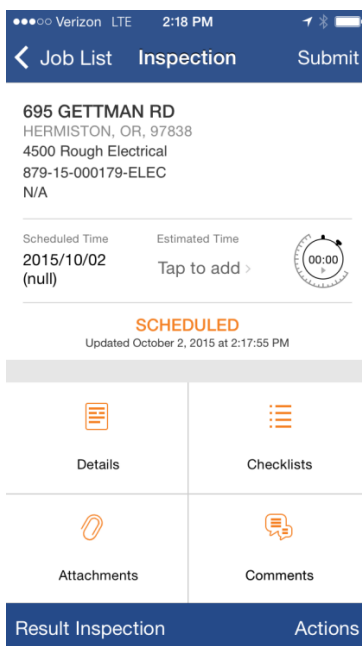 Verizon LTE 2:18 PM
Job List Inspection Submit
695 GETTMAN RD
HERMISTON, OR, 97838
4500 Rough Electrical
879-15-000179-ELEC
N/A
Scheduled Time Estimated Time
2015/10/02 Tap to add 00:00
(null)
SCHEDULED
Updated October 2, 2015 at 2:17:55 PM
Details Checklists
Attachments Comments
Result Inspection Actions